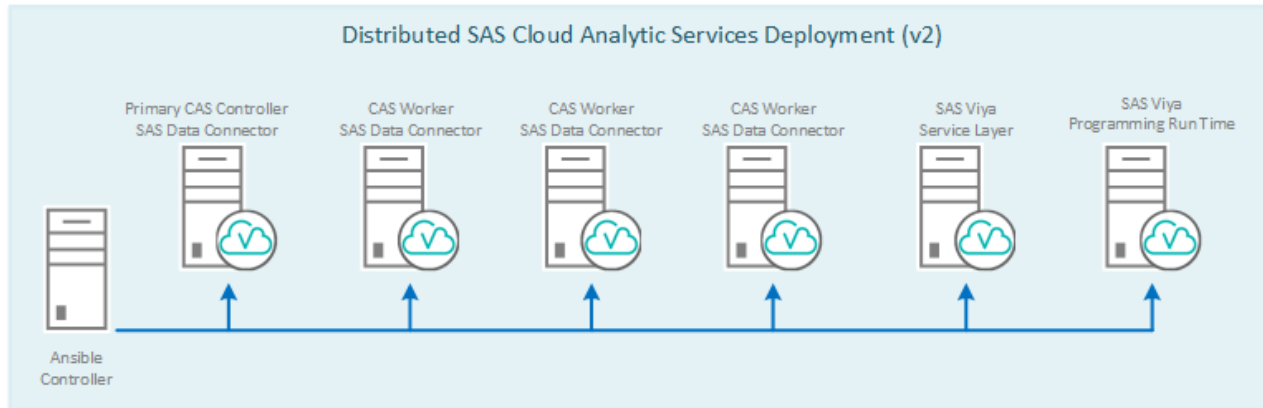 Distributed SAS Cloud Analytic Services Deployment (v2)
Primary CAS Controller
SAS Data Connector
CAS Worker
SAS Data Connector
CAS Worker
SAS Data Connector
CAS Worker
SAS Data Connector
SAS Viya
Service Layer
SAS Viya
Programming Run Time
V
V
V
V
V
V
Ansible
Controller